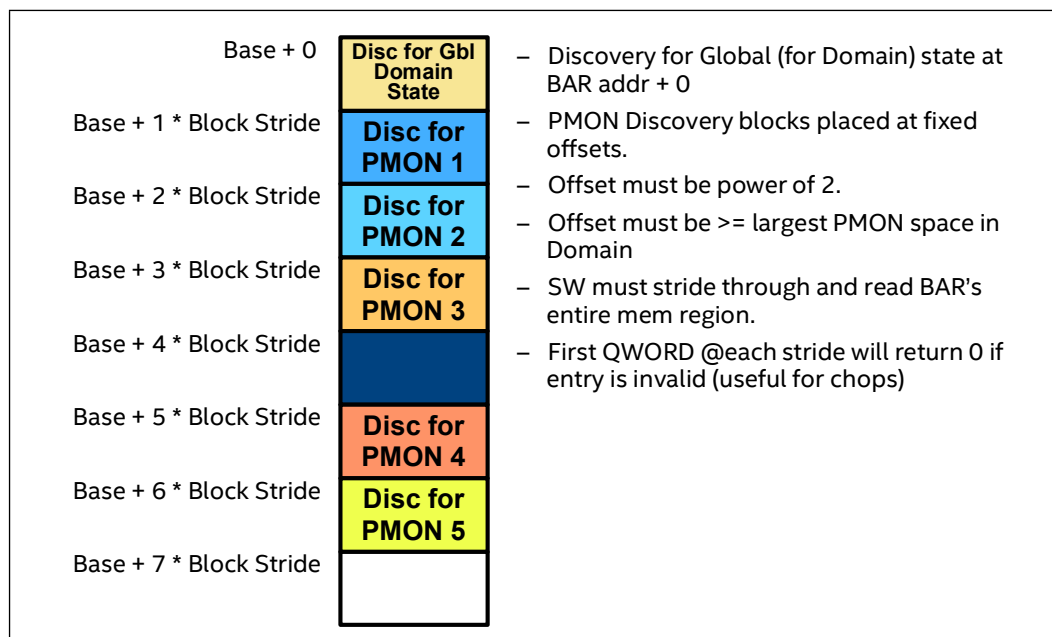 Base + 0
Disc for Gbl
Domain
State
Base + 1 * Block Stride
Disc for
PMON 1
Base + 2 * Block Stride
Disc for
PMON 2
Base + 3 * Block Stride
Disc for
PMON 3
Base + 4 * Block Stride
Base + 5 * Block Stride
Disc for
PMON 4
Base + 6 * Block Stride
Disc for
PMON 5
Base + 7 * Block Stride
– Discovery for Global (for Domain) state at
BAR addr + 0
– PMON Discovery blocks placed at fixed
offsets.
– Offset must be power of 2.
– Offset must be >= largest PMON space in
Domain
– SW must stride through and read BAR’s
entire mem region.
– First QWORD @each stride will return 0 if
entry is invalid (useful for chops)